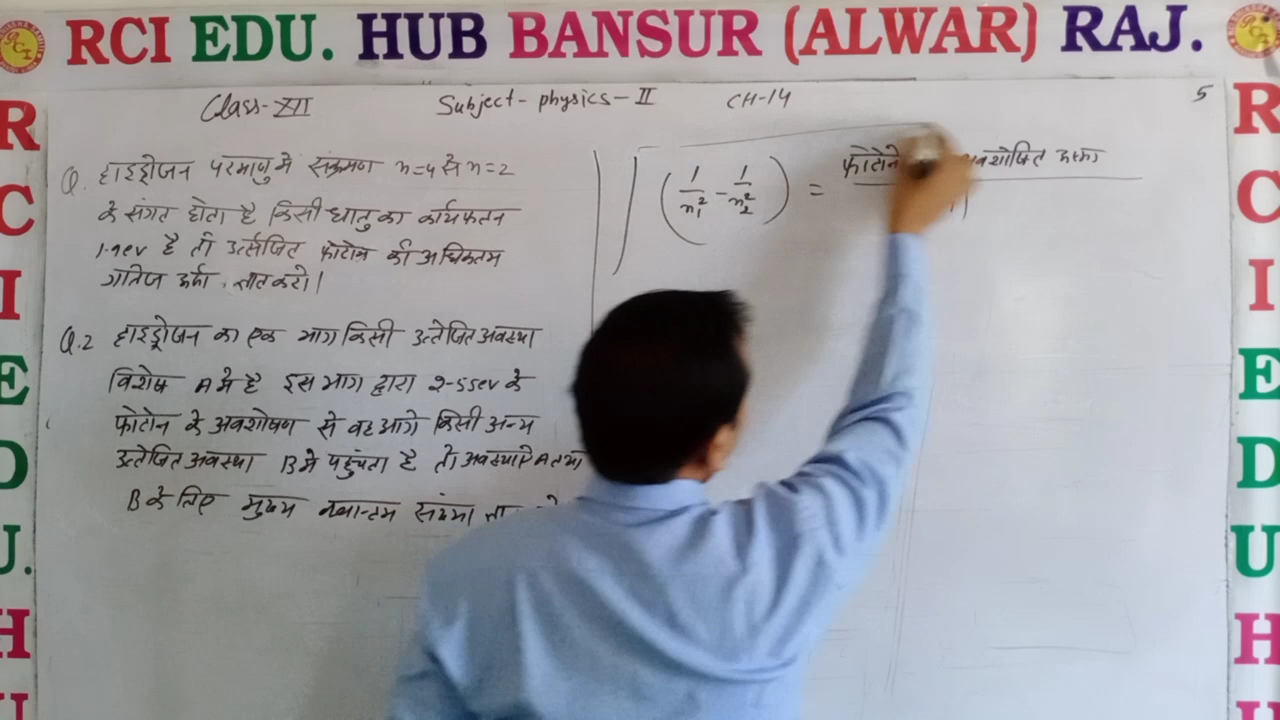 RCI EDU. HUB BANSUR (ALWAR) RAJ.
Class-XII Subject - physics - II CH-14 5
Q. हाइड्रोजन परमाणु मे संक्रमण n=4 से n=2
के संगत होता है किसी धातु का कार्यफलन
1.9ev है तो उत्सर्जित फोटोन की अधिकतम
गतिज ऊर्जा ज्ञात करो।
Q.2 हाइड्रोजन का एक भाग किसी उत्तेजित अवस्था
विशेष A मे है इस भाग द्वारा 2.55ev के
फोटोन के अवशोषण से वह आगे किसी अन्य
उत्तेजित अवस्था B मे पहुंचता है तो अवस्था A तथा
B के लिए मुख्य क्वान्टम संख्या
(1/n₁² - 1/n₂²) = अवशोषित ऊर्जा
R
C
I
E
D
U.
H
R
C
I
E
D
U
H